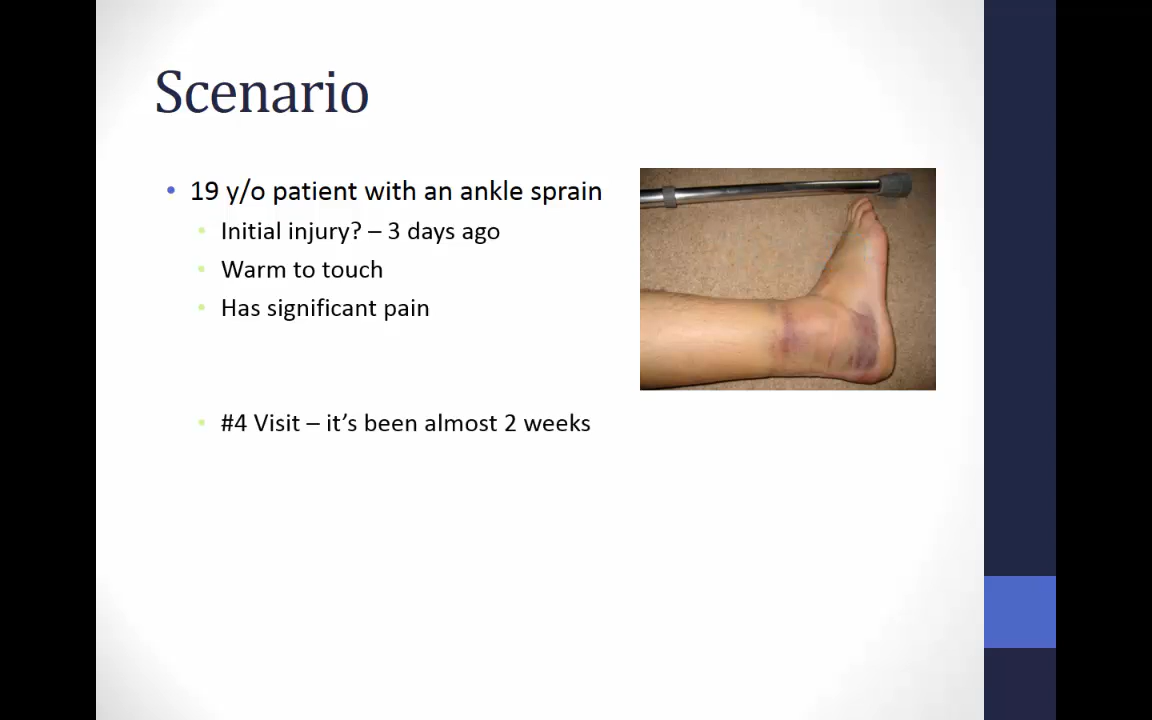 Scenario
19 y/o patient with an ankle sprain
Initial injury? – 3 days ago
Warm to touch
Has significant pain
#4 Visit – it’s been almost 2 weeks